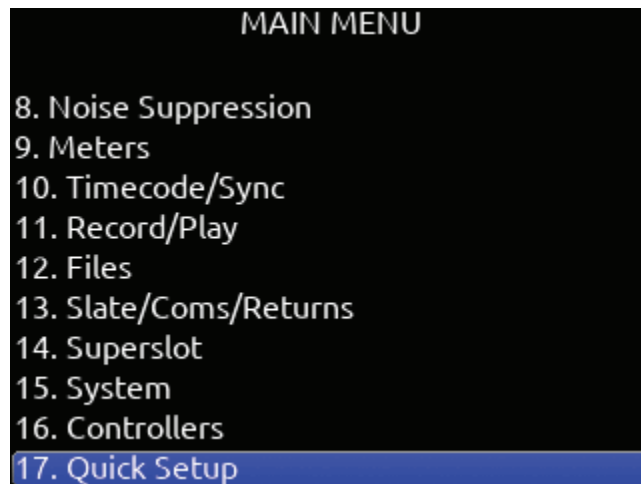 MAIN MENU
8. Noise Suppression
9. Meters
10. Timecode/Sync
11. Record/Play
12. Files
13. Slate/Coms/Returns
14. Superslot
15. System
16. Controllers
17. Quick Setup